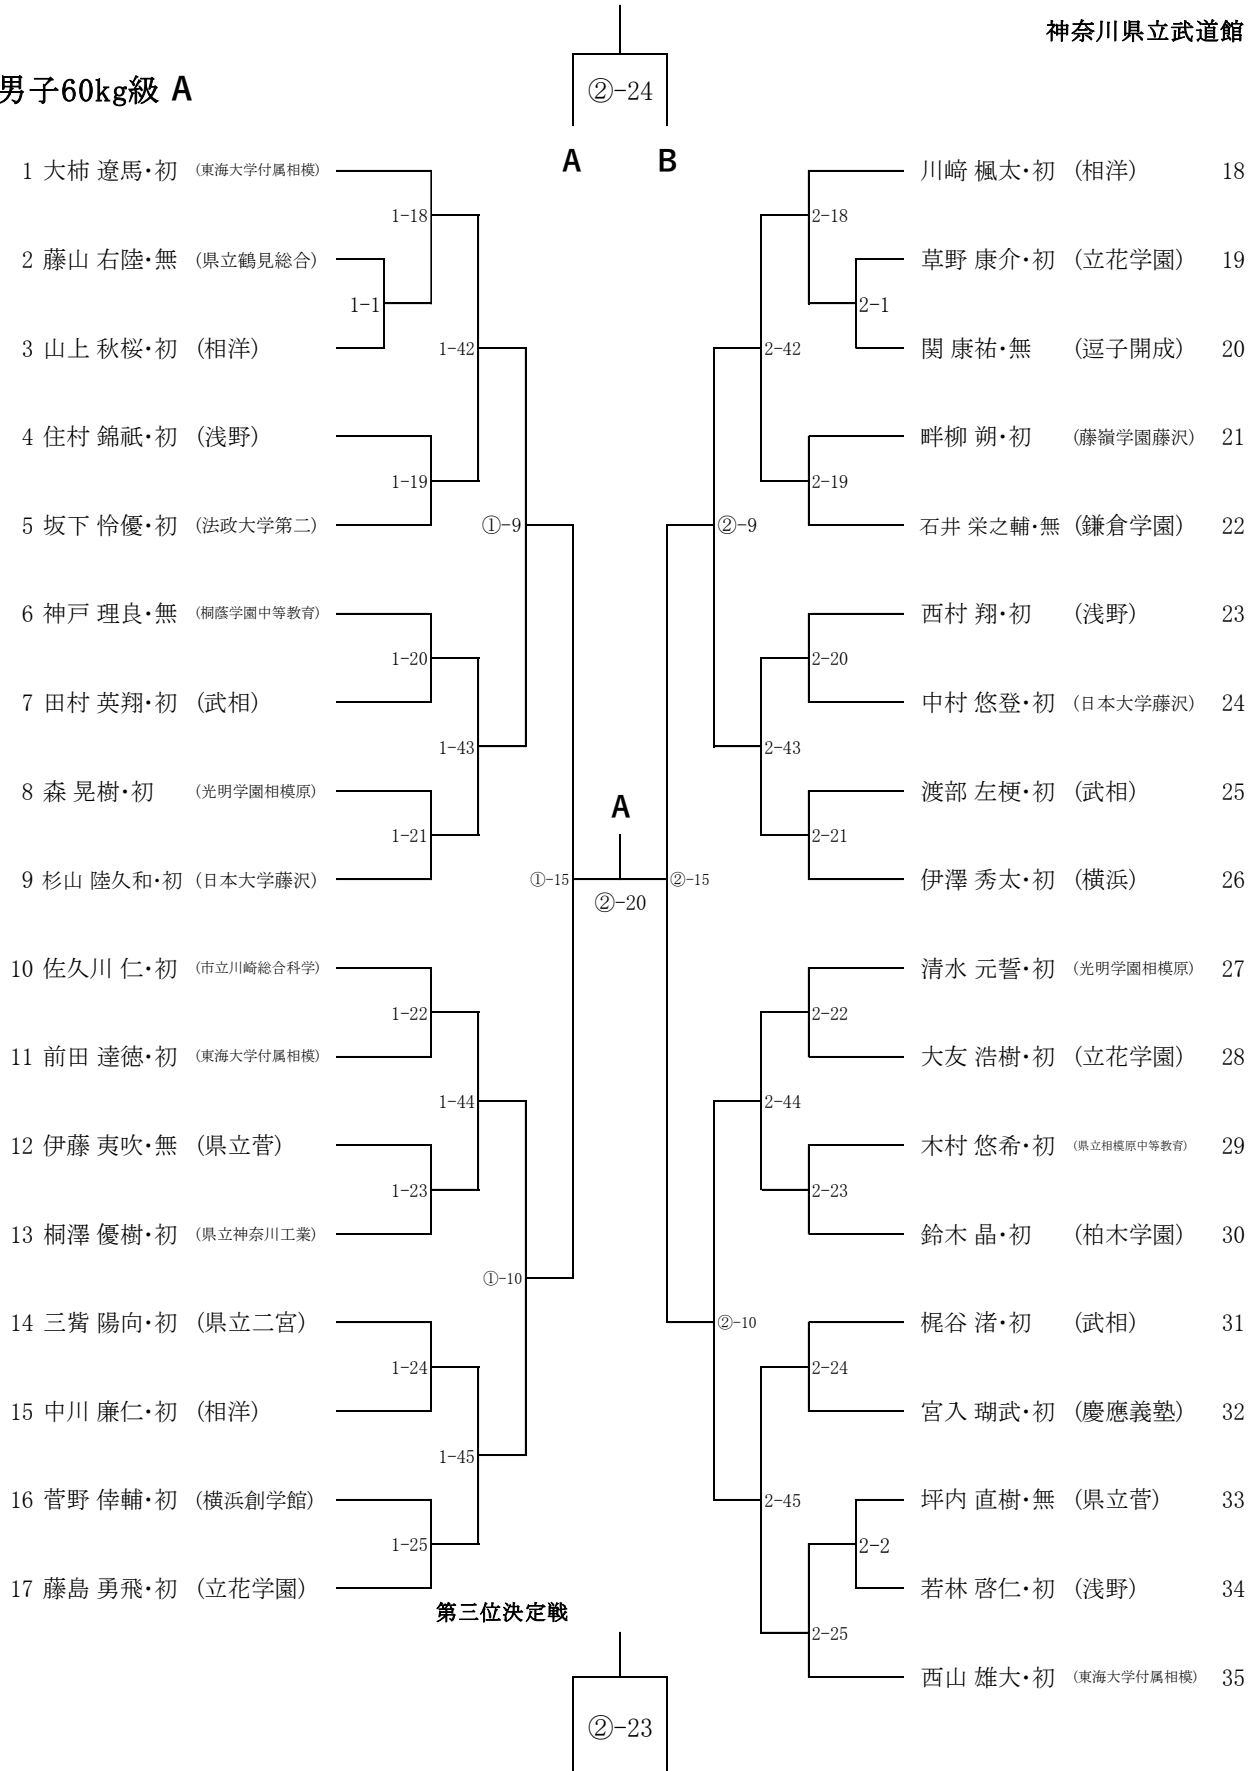 神奈川県立武道館
男子60kg級 A
②-24
A B
1 大柿 遼馬・初 (東海大学付属相模)
2 藤山 右陸・無 (県立鶴見総合)
3 山上 秋桜・初 (相洋)
4 住村 錦祇・初 (浅野)
5 坂下 怜優・初 (法政大学第二)
6 神戸 理良・無 (桐蔭学園中等教育)
7 田村 英翔・初 (武相)
8 森 晃樹・初 (光明学園相模原)
9 杉山 陸久和・初 (日本大学藤沢)
10 佐久川 仁・初 (市立川崎総合科学)
11 前田 達徳・初 (東海大学付属相模)
12 伊藤 夷吹・無 (県立菅)
13 桐澤 優樹・初 (県立神奈川工業)
14 三觜 陽向・初 (県立二宮)
15 中川 廉仁・初 (相洋)
16 菅野 倖輔・初 (横浜創学館)
17 藤島 勇飛・初 (立花学園)
1-1
1-18
1-19
1-20
1-21
1-22
1-23
1-24
1-25
1-42
1-43
1-44
1-45
①-9
①-10
①-15
A
②-20
②-15
②-9
②-10
2-42
2-43
2-44
2-45
2-18
2-19
2-20
2-21
2-22
2-23
2-24
2-25
2-1
2-2
川﨑 楓太・初 (相洋) 18
草野 康介・初 (立花学園) 19
関 康祐・無 (逗子開成) 20
畔柳 朔・初 (藤嶺学園藤沢) 21
石井 栄之輔・無 (鎌倉学園) 22
西村 翔・初 (浅野) 23
中村 悠登・初 (日本大学藤沢) 24
渡部 左梗・初 (武相) 25
伊澤 秀太・初 (横浜) 26
清水 元誓・初 (光明学園相模原) 27
大友 浩樹・初 (立花学園) 28
木村 悠希・初 (県立相模原中等教育) 29
鈴木 晶・初 (柏木学園) 30
梶谷 渚・初 (武相) 31
宮入 瑚武・初 (慶應義塾) 32
坪内 直樹・無 (県立菅) 33
若林 啓仁・初 (浅野) 34
西山 雄大・初 (東海大学付属相模) 35
第三位決定戦
②-23